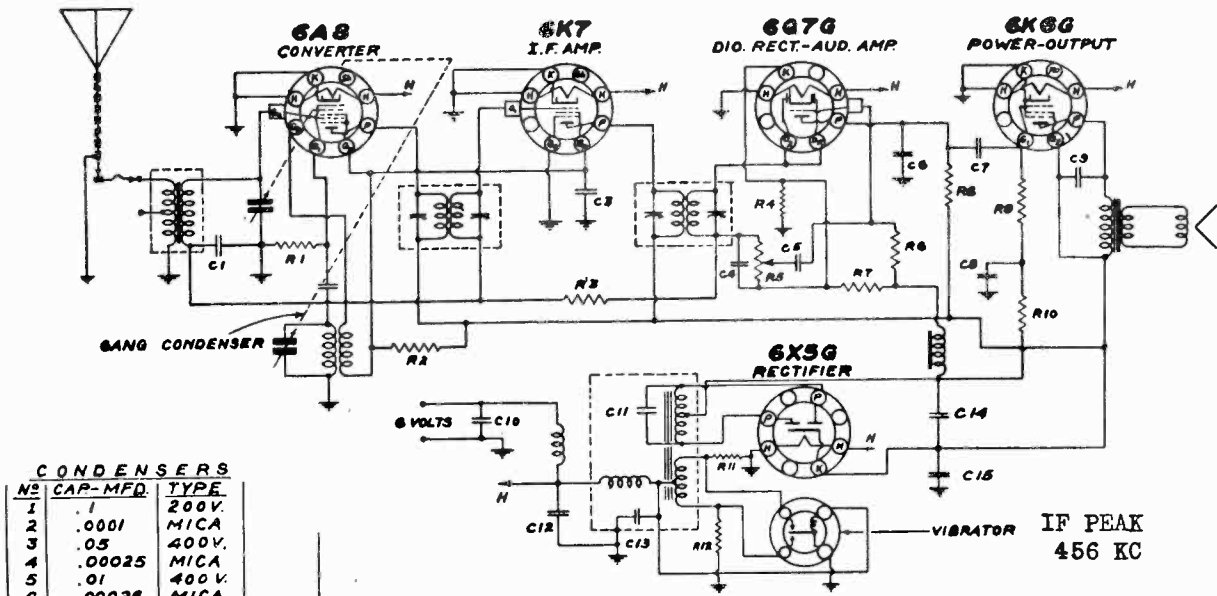 6A8
CONVERTER
6K7
I.F. AMP.
6Q7G
DIO. RECT.-AUD. AMP.
6K6G
POWER-OUTPUT
H
H
H
H
C1
R1
C3
R4
C4
R5
C5
R6
C6
R7
R8
C7
R9
C8
R10
C9
R3
GANG CONDENSER
R2
6X5G
RECTIFIER
6 VOLTS
C10
C11
C14
C15
H
R11
H
C12
C13
R12
VIBRATOR
IF PEAK
456 KC
CONDENSERS
Nº CAP-MFD. TYPE
1 .1 200V.
2 .0001 MICA
3 .05 400V.
4 .00025 MICA
5 .01 400V.